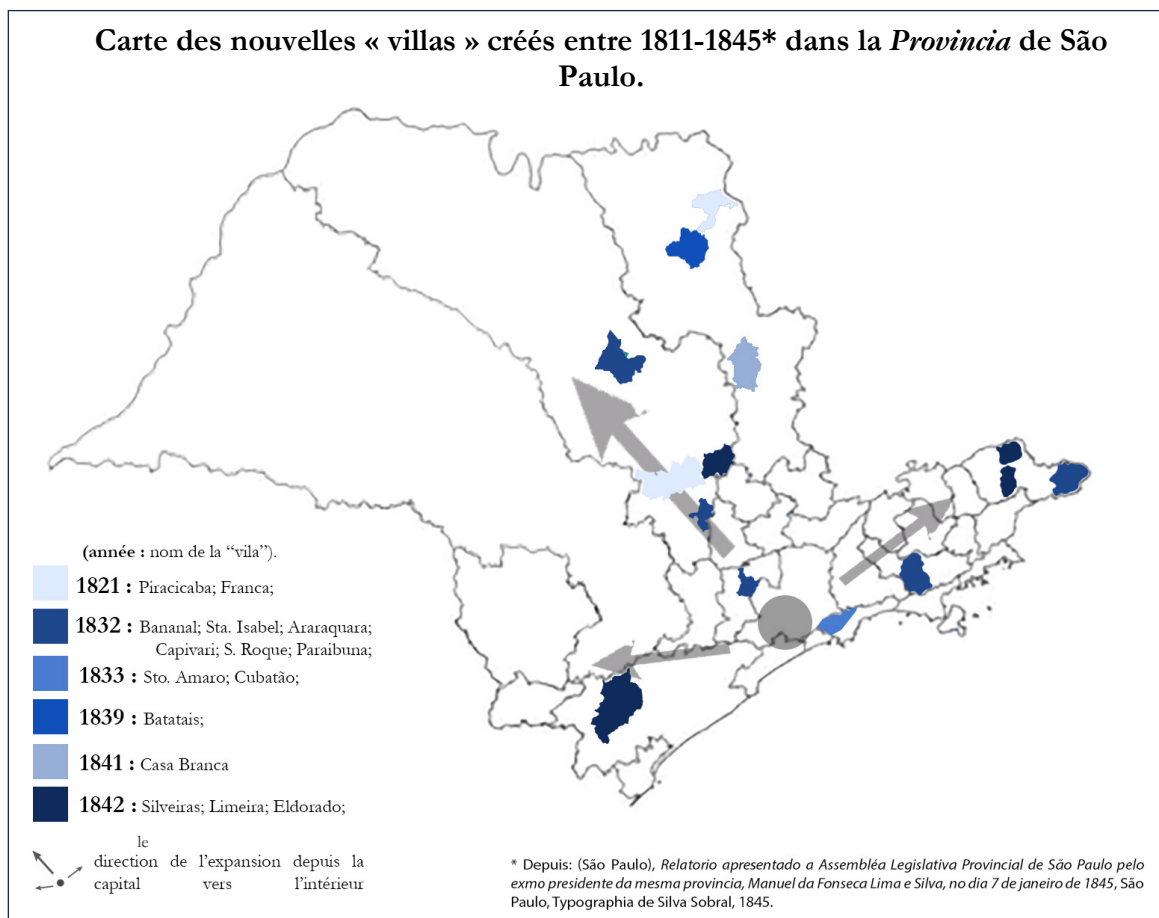 Carte des nouvelles « villas » créés entre 1811-1845* dans la Provincia de São
Paulo.
(année : nom de la “vila”).
1821 : Piracicaba; Franca;
1832 : Bananal; Sta. Isabel; Araraquara;
Capivari; S. Roque; Paraibuna;
1833 : Sto. Amaro; Cubatão;
1839 : Batatais;
1841 : Casa Branca
1842 : Silveiras; Limeira; Eldorado;
le
direction de l’expansion depuis la
capital vers l’intérieur
* Depuis: (São Paulo), Relatorio apresentado a Assembléa Legislativa Provincial de São Paulo pelo
exmo presidente da mesma provincia, Manuel da Fonseca Lima e Silva, no dia 7 de janeiro de 1845, São
Paulo, Typographia de Silva Sobral, 1845.